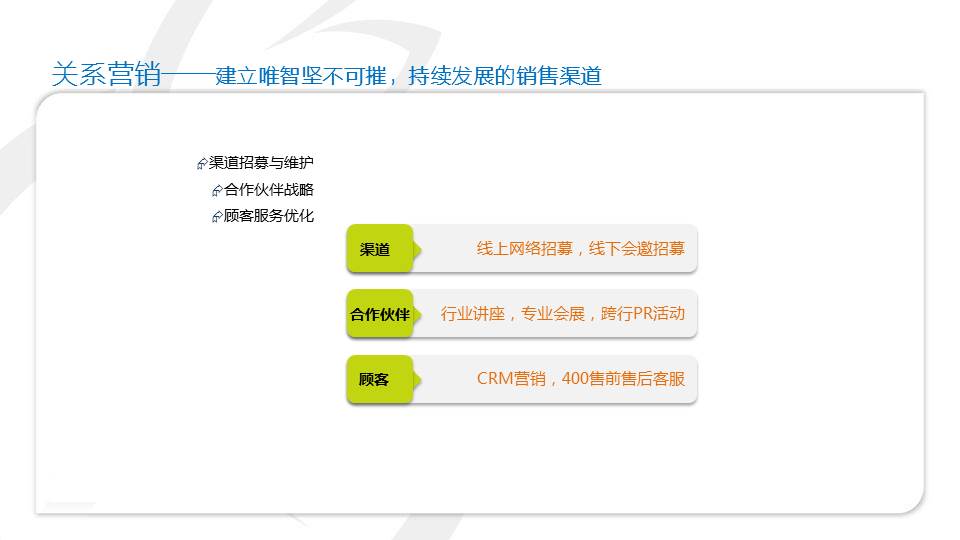 关系营销——建立唯智坚不可摧，持续发展的销售渠道
渠道招募与维护
合作伙伴战略
顾客服务优化
渠道
线上网络招募，线下会邀招募
合作伙伴
行业讲座，专业会展，跨行PR活动
顾客
CRM营销，400售前售后客服